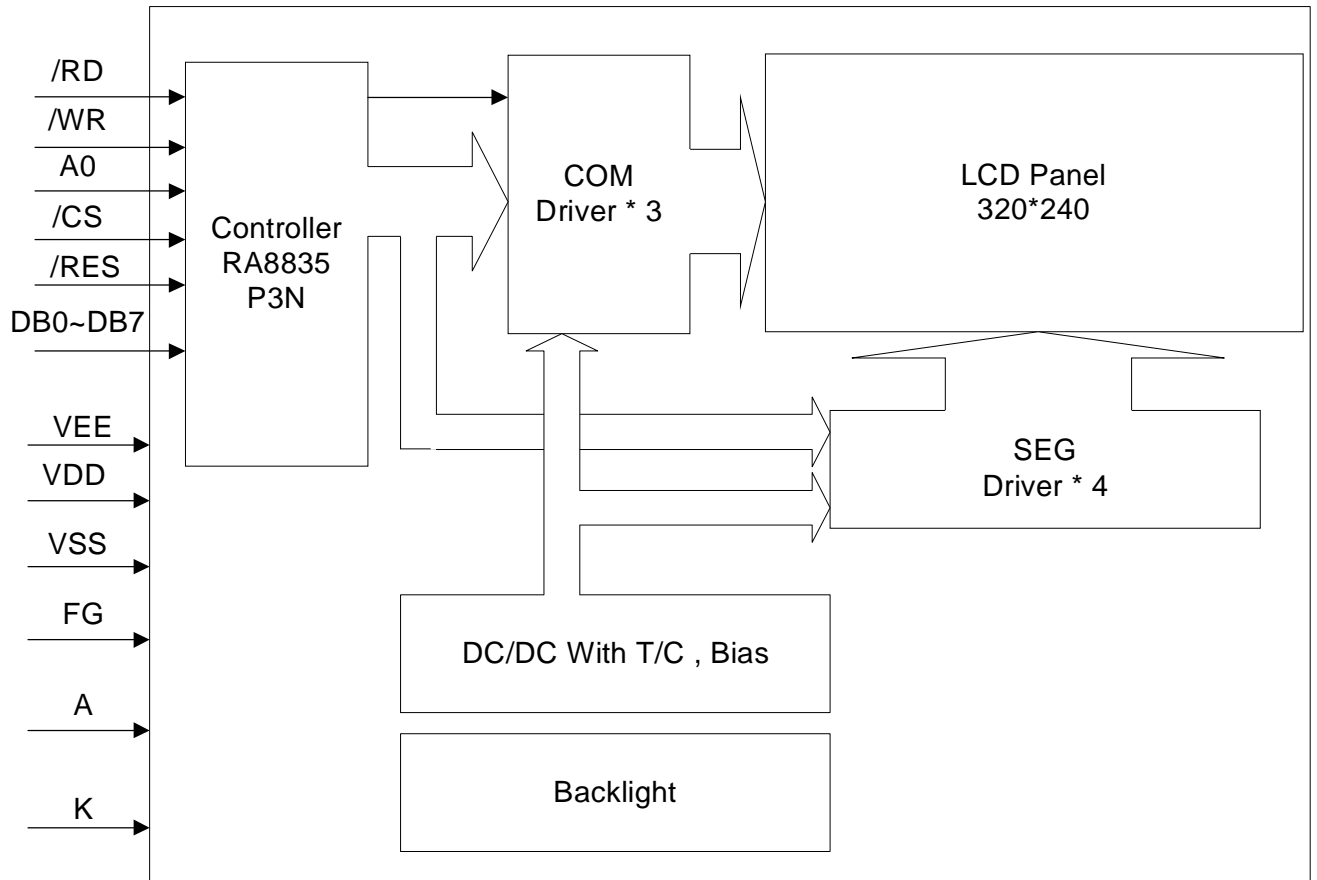 /RD
/WR
A0
/CS
/RES
DB0~DB7
VEE
VDD
VSS
FG
A
K
Controller
RA8835
P3N
COM
Driver * 3
LCD Panel
320*240
SEG
Driver * 4
DC/DC With T/C , Bias
Backlight